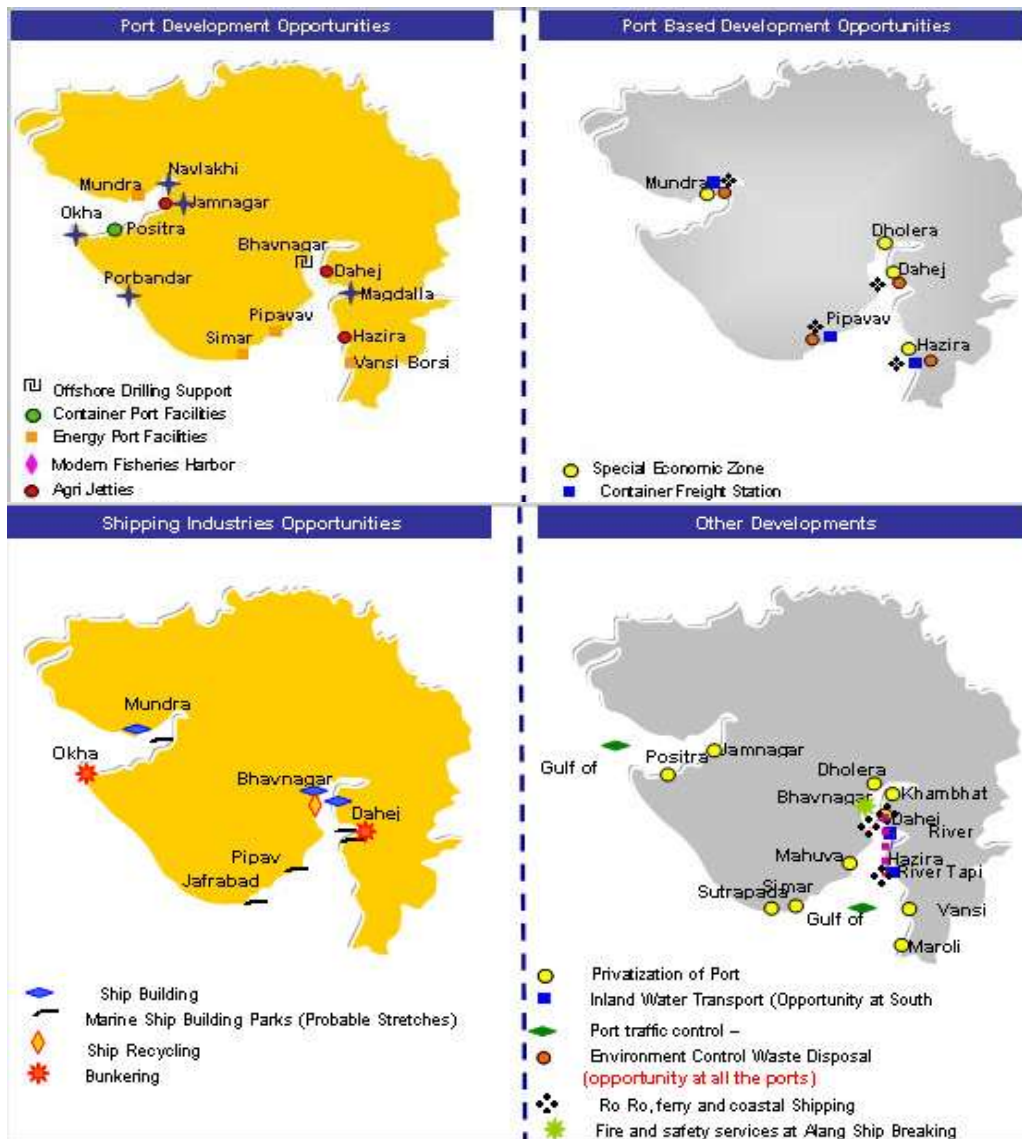 Port Development Opportunities
Navlakhi
Mundra
Jamnagar
Okha
Positra
Bhavnagar
Dahej
Porbandar
Magdalla
Pipavav
Simar
Hazira
Vansi Borsi
Offshore Drilling Support
Container Port Facilities
Energy Port Facilities
Modern Fisheries Harbor
Agri Jetties
Port Based Development Opportunities
Mundra
Dholera
Dahej
Pipavav
Hazira
Special Economic Zone
Container Freight Station
Shipping Industries Opportunities
Mundra
Okha
Bhavnagar
Dahej
Pipav
Jafrabad
Ship Building
Marine Ship Building Parks (Probable Stretches)
Ship Recycling
Bunkering
Other Developments
Jamnagar
Gulf of
Positra
Dholera
Bhavnagar
Khambhat
Dahej
River
Mahuva
Hazira
River Tapi
Simar
Sutrapada
Gulf of
Vansi
Maroli
Privatization of Port
Inland Water Transport (Opportunity at South
Port traffic control –
Environment Control Waste Disposal
(opportunity at all the ports)
Ro Ro, ferry and coastal Shipping
Fire and safety services at Alang Ship Breaking